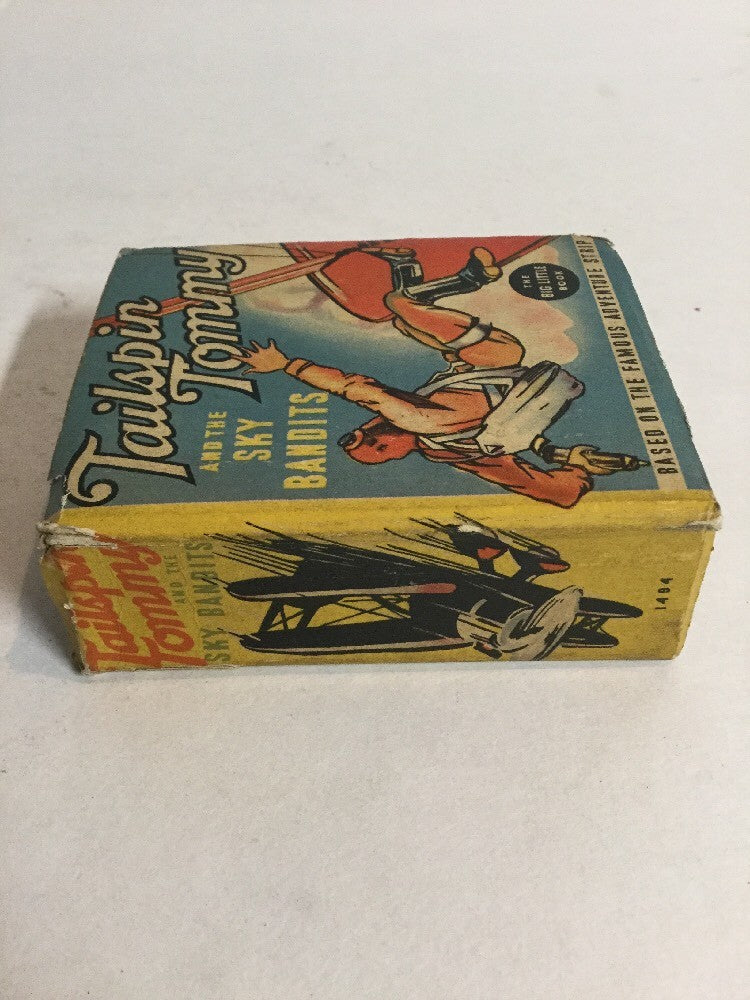 Tailspin
Tommy
AND THE
SKY
BANDITS
THE
BIG LITTLE
BOOK
BASED ON THE FAMOUS ADVENTURE STRIP
Tailspin
Tommy
AND THE
SKY BANDITS
1494